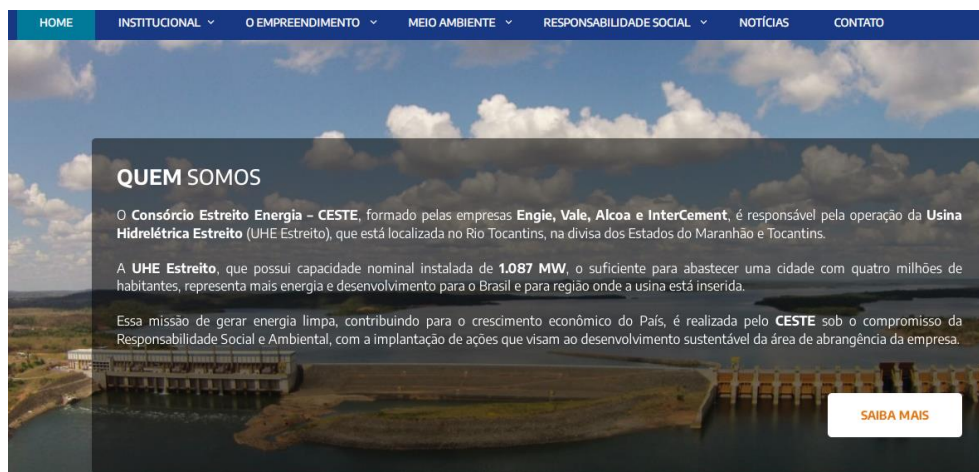 HOME INSTITUCIONAL O EMPREENDIMENTO MEIO AMBIENTE RESPONSABILIDADE SOCIAL NOTÍCIAS CONTATO
QUEM SOMOS
O Consórcio Estreito Energia – CESTE, formado pelas empresas Engie, Vale, Alcoa e InterCement, é responsável pela operação da Usina
Hidrelétrica Estreito (UHE Estreito), que está localizada no Rio Tocantins, na divisa dos Estados do Maranhão e Tocantins.
A UHE Estreito, que possui capacidade nominal instalada de 1.087 MW, o suficiente para abastecer uma cidade com quatro milhões de
habitantes, representa mais energia e desenvolvimento para o Brasil e para região onde a usina está inserida.
Essa missão de gerar energia limpa, contribuindo para o crescimento econômico do País, é realizada pelo CESTE sob o compromisso da
Responsabilidade Social e Ambiental, com a implantação de ações que visam ao desenvolvimento sustentável da área de abrangência da empresa.
SAIBA MAIS